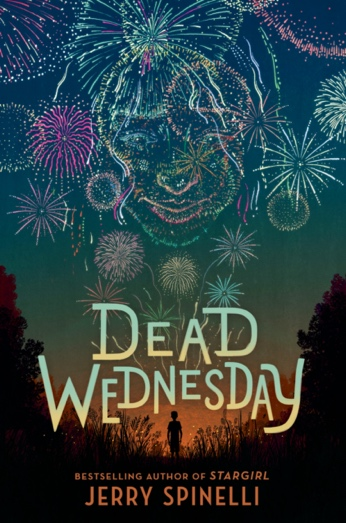 DEAD
WEDNESDAY
BESTSELLING AUTHOR OF STARGIRL
JERRY SPINELLI